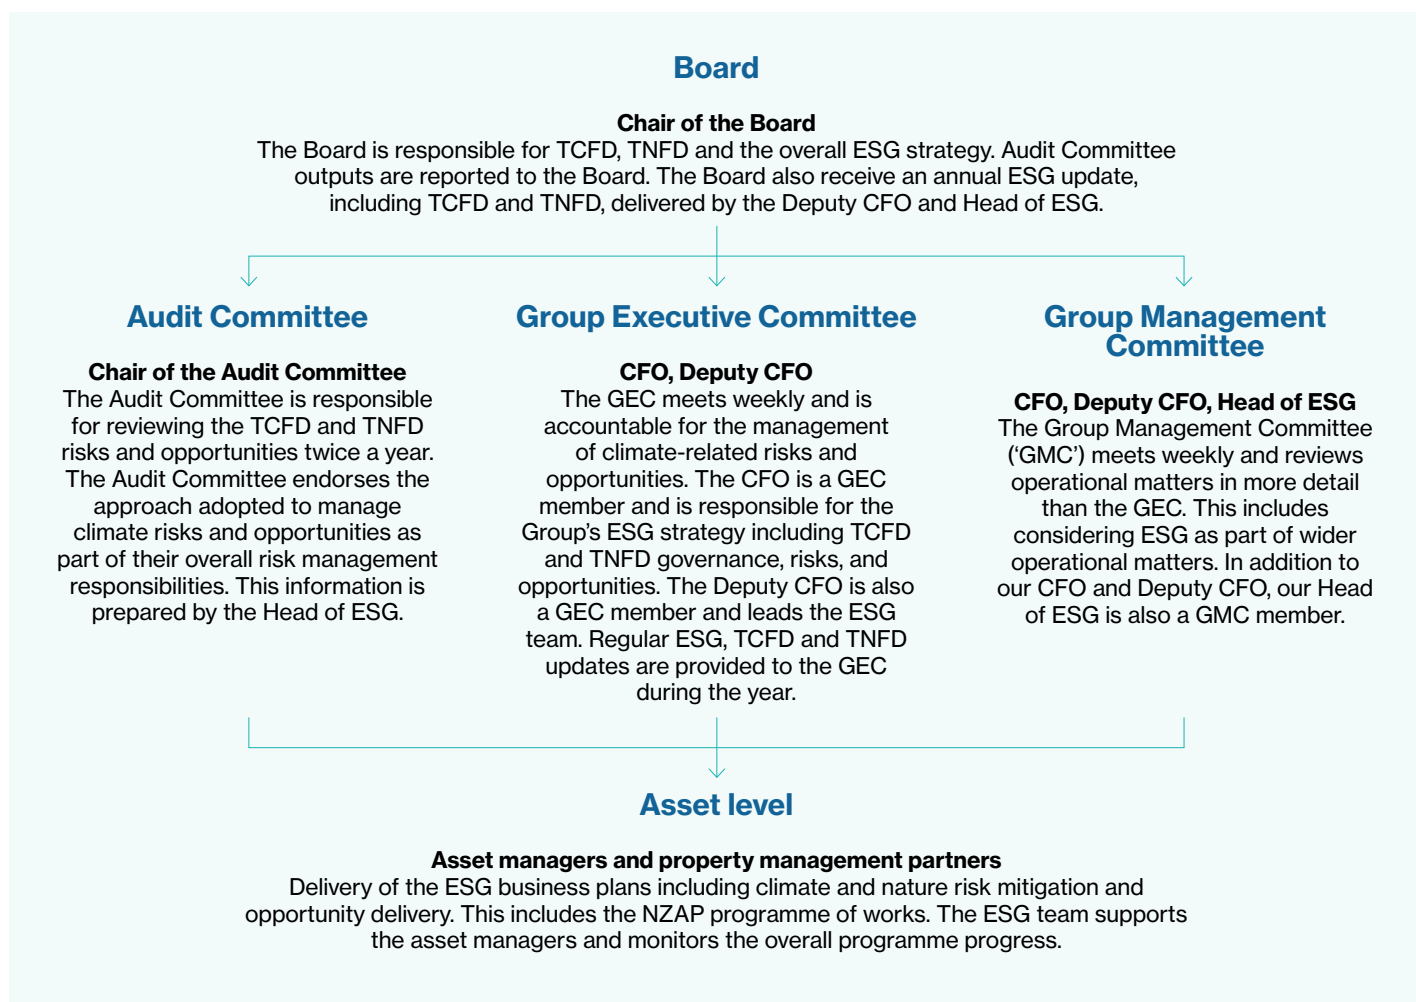 Board
Chair of the Board
The Board is responsible for TCFD, TNFD and the overall ESG strategy. Audit Committee
outputs are reported to the Board. The Board also receive an annual ESG update,
including TCFD and TNFD, delivered by the Deputy CFO and Head of ESG.
Audit Committee
Chair of the Audit Committee
The Audit Committee is responsible
for reviewing the TCFD and TNFD
risks and opportunities twice a year.
The Audit Committee endorses the
approach adopted to manage
climate risks and opportunities as
part of their overall risk management
responsibilities. This information is
prepared by the Head of ESG.
Group Executive Committee
CFO, Deputy CFO
The GEC meets weekly and is
accountable for the management
of climate-related risks and
opportunities. The CFO is a GEC
member and is responsible for the
Group’s ESG strategy including TCFD
and TNFD governance, risks, and
opportunities. The Deputy CFO is also
a GEC member and leads the ESG
team. Regular ESG, TCFD and TNFD
updates are provided to the GEC
during the year.
Group Management
Committee
CFO, Deputy CFO, Head of ESG
The Group Management Committee
(‘GMC’) meets weekly and reviews
operational matters in more detail
than the GEC. This includes
considering ESG as part of wider
operational matters. In addition to
our CFO and Deputy CFO, our Head
of ESG is also a GMC member.
Asset level
Asset managers and property management partners
Delivery of the ESG business plans including climate and nature risk mitigation and
opportunity delivery. This includes the NZAP programme of works. The ESG team supports
the asset managers and monitors the overall programme progress.